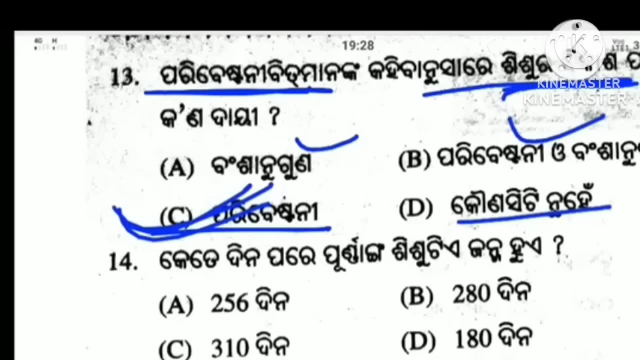 19:28
KINEMASTER
KINEMASTER
13. ପରିବେଷ୍ଟନୀବିତ୍‌ମାନଙ୍କ କହିବାନୁସାରେ ଶିଶୁର
କ'ଣ ଦାୟୀ ?
(A) ବଂଶାନୁଗୁଣ (B) ପରିବେଷ୍ଟନୀ ଓ ବଂଶାନୁ
(C) ପରିବେଷ୍ଟନୀ (D) କୌଣସିଟି ନୁହେଁ
14. କେତେ ଦିନ ପରେ ପୂର୍ଣ୍ଣାଙ୍ଗ ଶିଶୁଟିଏ ଜନ୍ମ ହୁଏ ?
(A) 256 ଦିନ (B) 280 ଦିନ
(C) 310 ଦିନ (D) 180 ଦିନ